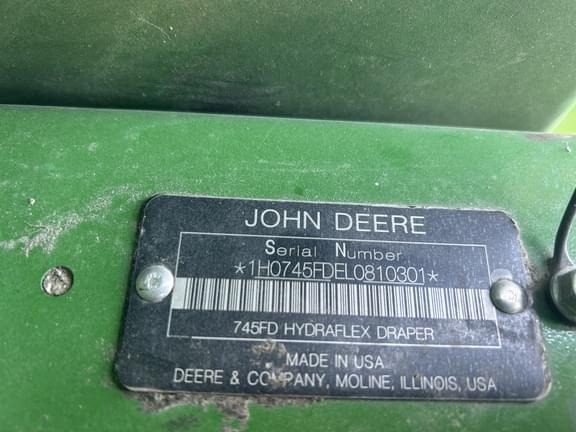 JOHN DEERE
Serial Number
*1H0745FDEL0810301*
745FD HYDRAFLEX DRAPER
MADE IN USA
DEERE & COMPANY, MOLINE, ILLINOIS, USA